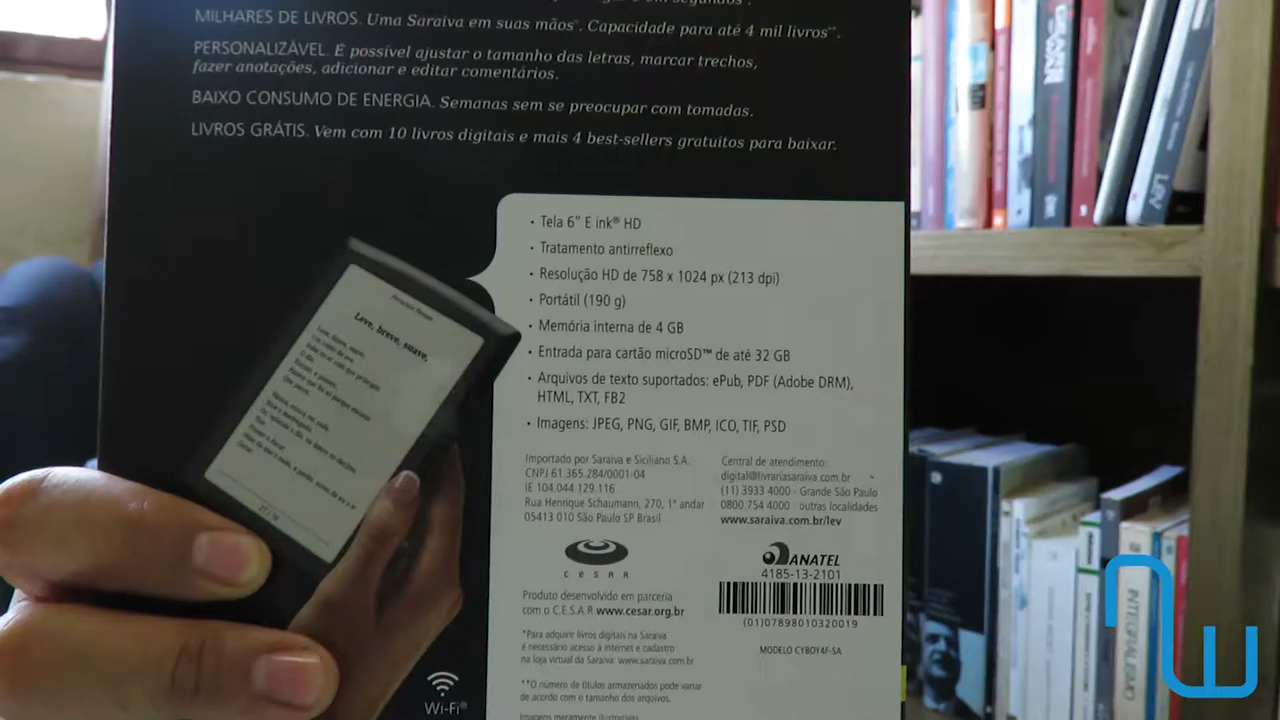 MILHARES DE LIVROS. Uma Saraiva em suas mãos*. Capacidade para até 4 mil livros**.
PERSONALIZÁVEL. É possível ajustar o tamanho das letras, marcar trechos,
fazer anotações, adicionar e editar comentários.
BAIXO CONSUMO DE ENERGIA. Semanas sem se preocupar com tomadas.
LIVROS GRÁTIS. Vem com 10 livros digitais e mais 4 best-sellers gratuitos para baixar.
• Tela 6" E ink® HD
• Tratamento antirreflexo
• Resolução HD de 758 x 1024 px (213 dpi)
• Portátil (190 g)
• Memória interna de 4 GB
• Entrada para cartão microSD™ de até 32 GB
• Arquivos de texto suportados: ePub, PDF (Adobe DRM),
HTML, TXT, FB2
• Imagens: JPEG, PNG, GIF, BMP, ICO, TIF, PSD
Importado por Saraiva e Siciliano S.A.
CNPJ 61.365.284/0001-04
IE 104.044.129.116
Rua Henrique Schaumann, 270, 1º andar
05413 010 São Paulo SP Brasil
Central de atendimento:
digital@livrariasaraiva.com.br
(11) 3933 4000 - Grande São Paulo
0800 754 4000 outras localidades
www.saraiva.com.br/lev
CESAR
ANATEL
4185-13-2101
(01)07898010320019
MODELO CYBOY4F-SA
Produto desenvolvido em parceria
com o C.E.S.A.R www.cesar.org.br
*Para adquirir livros digitais na Saraiva
é necessário acesso à internet e cadastro
na loja virtual da Saraiva: www.saraiva.com.br
**O número de títulos armazenados pode variar
de acordo com o tamanho dos arquivos.
Imagens meramente ilustrativas.
Wi-Fi®
Leve, breve, suave,
LEV
INTEGRALISMO